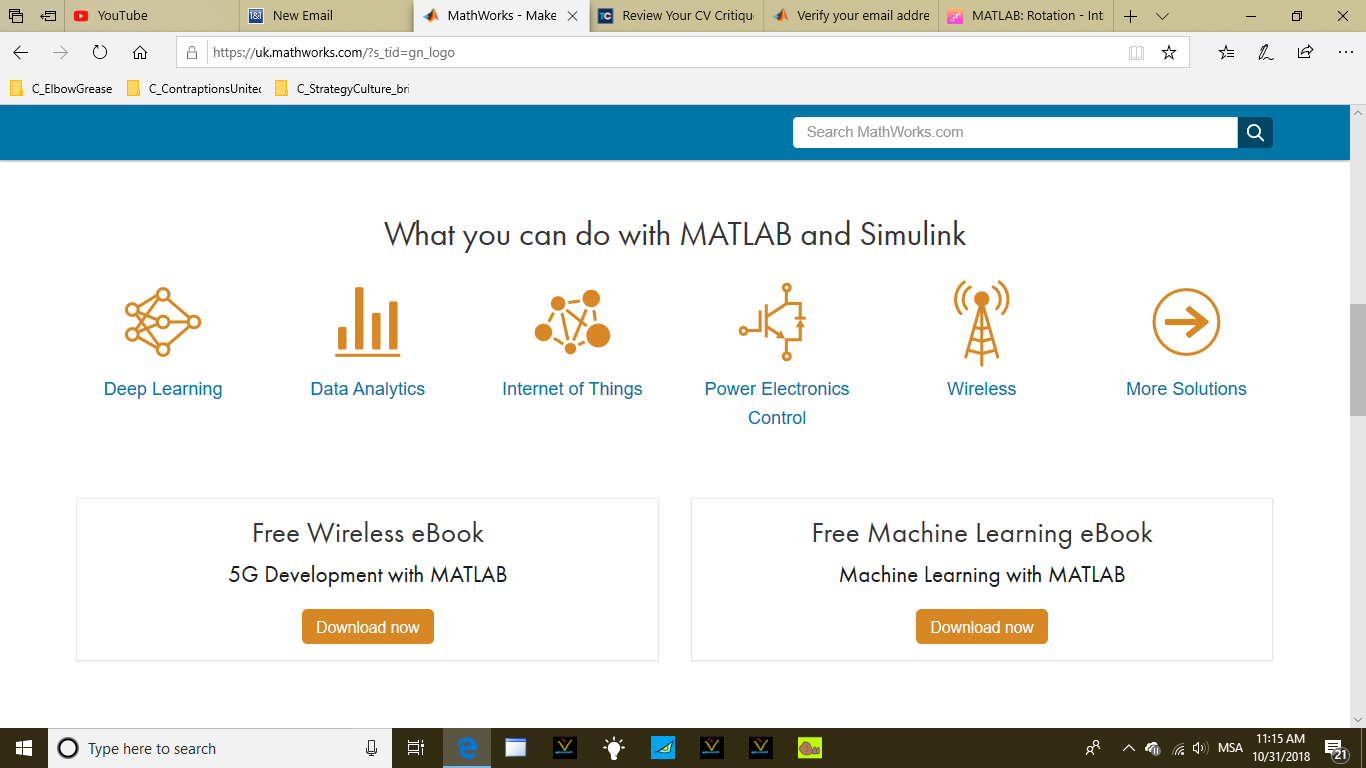 YouTube
New Email
MathWorks - Make
Review Your CV Critiqu
Verify your email addre
MATLAB: Rotation - Int
https://uk.mathworks.com/?s_tid=gn_logo
C_ElbowGrease
C_ContraptionsUnited
C_StrategyCulture_bri
Search MathWorks.com
What you can do with MATLAB and Simulink
Deep Learning
Data Analytics
Internet of Things
Power Electronics
Control
Wireless
More Solutions
Free Wireless eBook
5G Development with MATLAB
Download now
Free Machine Learning eBook
Machine Learning with MATLAB
Download now
Type here to search
MSA
11:15 AM
10/31/2018
21